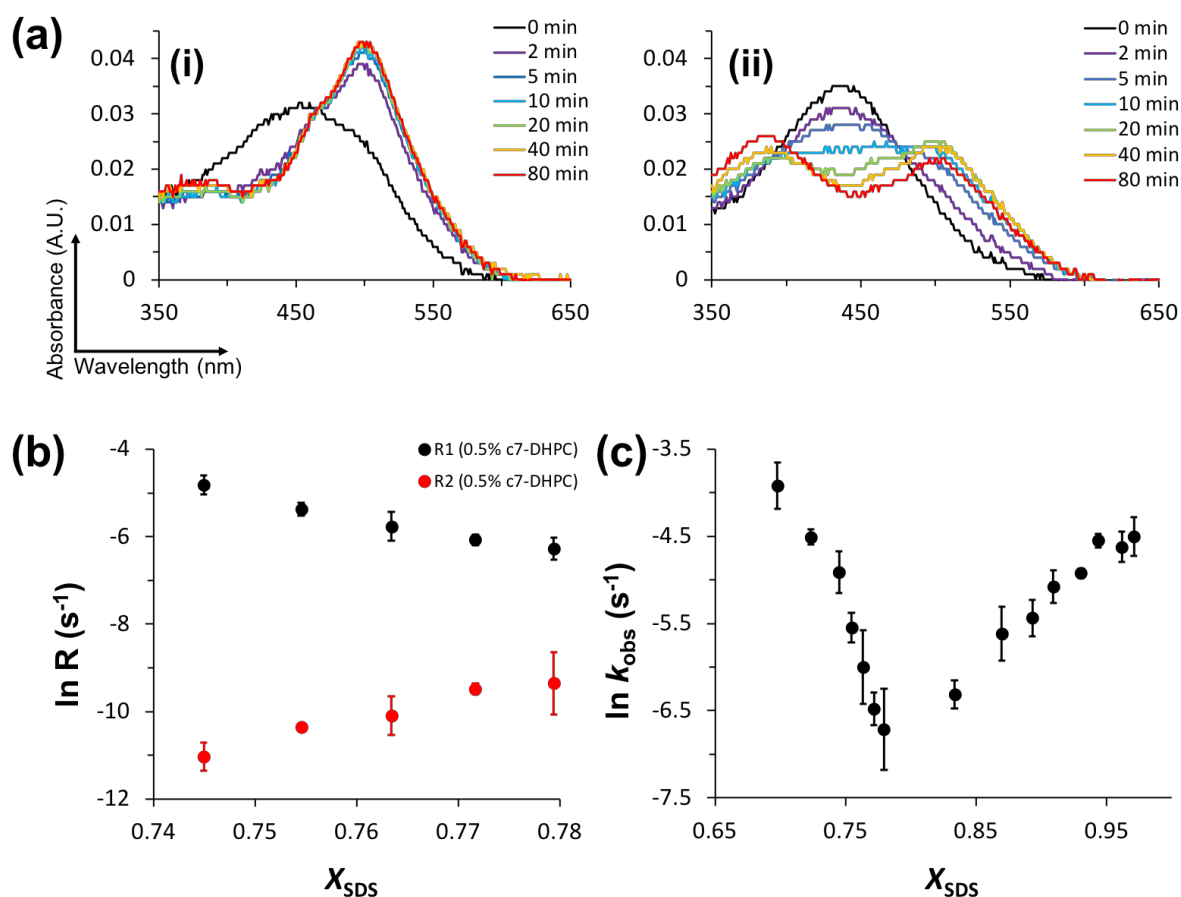 (a)
(i)
0 min
2 min
5 min
10 min
20 min
40 min
80 min
0.04
0.03
0.02
0.01
0
350
450
550
650
Absorbance (A.U.)
Wavelength (nm)
(ii)
0 min
2 min
5 min
10 min
20 min
40 min
80 min
0.04
0.03
0.02
0.01
0
350
450
550
650
(b)
R1 (0.5% c7-DHPC)
R2 (0.5% c7-DHPC)
-4
-6
-8
-10
-12
ln R (s⁻¹)
0.74
0.75
0.76
0.77
0.78
X_SDS
(c)
-3.5
-4.5
-5.5
-6.5
-7.5
ln k_obs (s⁻¹)
0.65
0.75
0.85
0.95
X_SDS